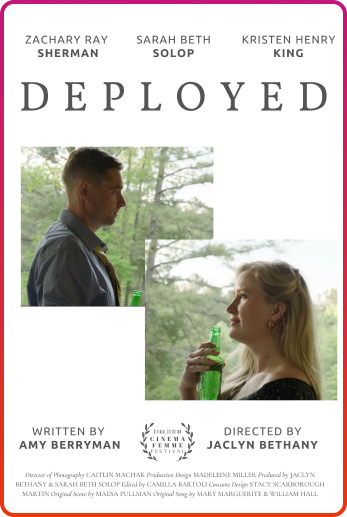 ZACHARY RAY SARAH BETH KRISTEN HENRY
SHERMAN SOLOP KING
DEPLOYED
WRITTEN BY
AMY BERRYMAN
CINEMA
FEMME
FESTIVAL
DIRECTED BY
JACLYN BETHANY
Director of Photography CAITLIN MACHAK Production Design MADELEINE MILLER Produced by JACLYN
BETHANY & SARAH BETH SOLOP Edited by CAMILLA BARTOLI Costume Design STACY SCARBOROUGH
MARTIN Original Score by MAESA PULLMAN Original Song by MARY MARGUERITE & WILLIAM HALL